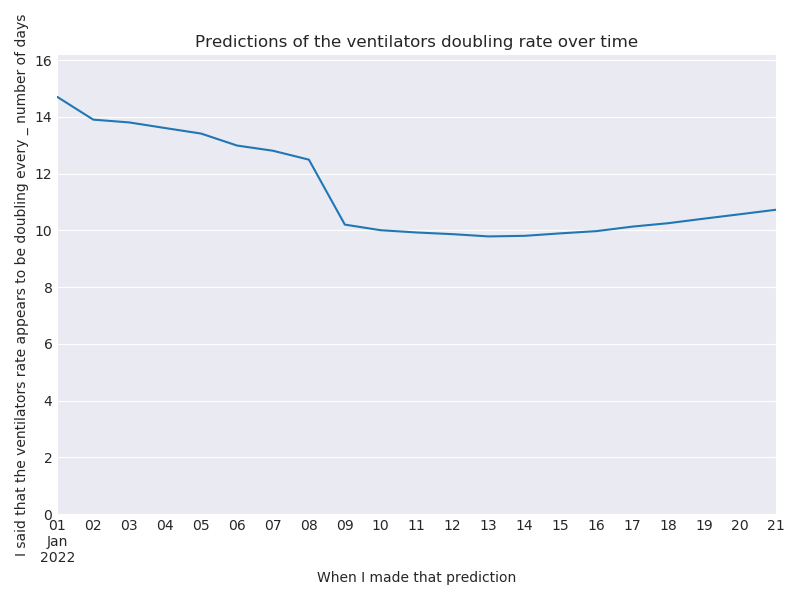 Predictions of the ventilators doubling rate over time
I said that the ventilators rate appears to be doubling every _ number of days
16
14
12
10
8
6
4
2
0
01 02 03 04 05 06 07 08 09 10 11 12 13 14 15 16 17 18 19 20 21
Jan
2022
When I made that prediction